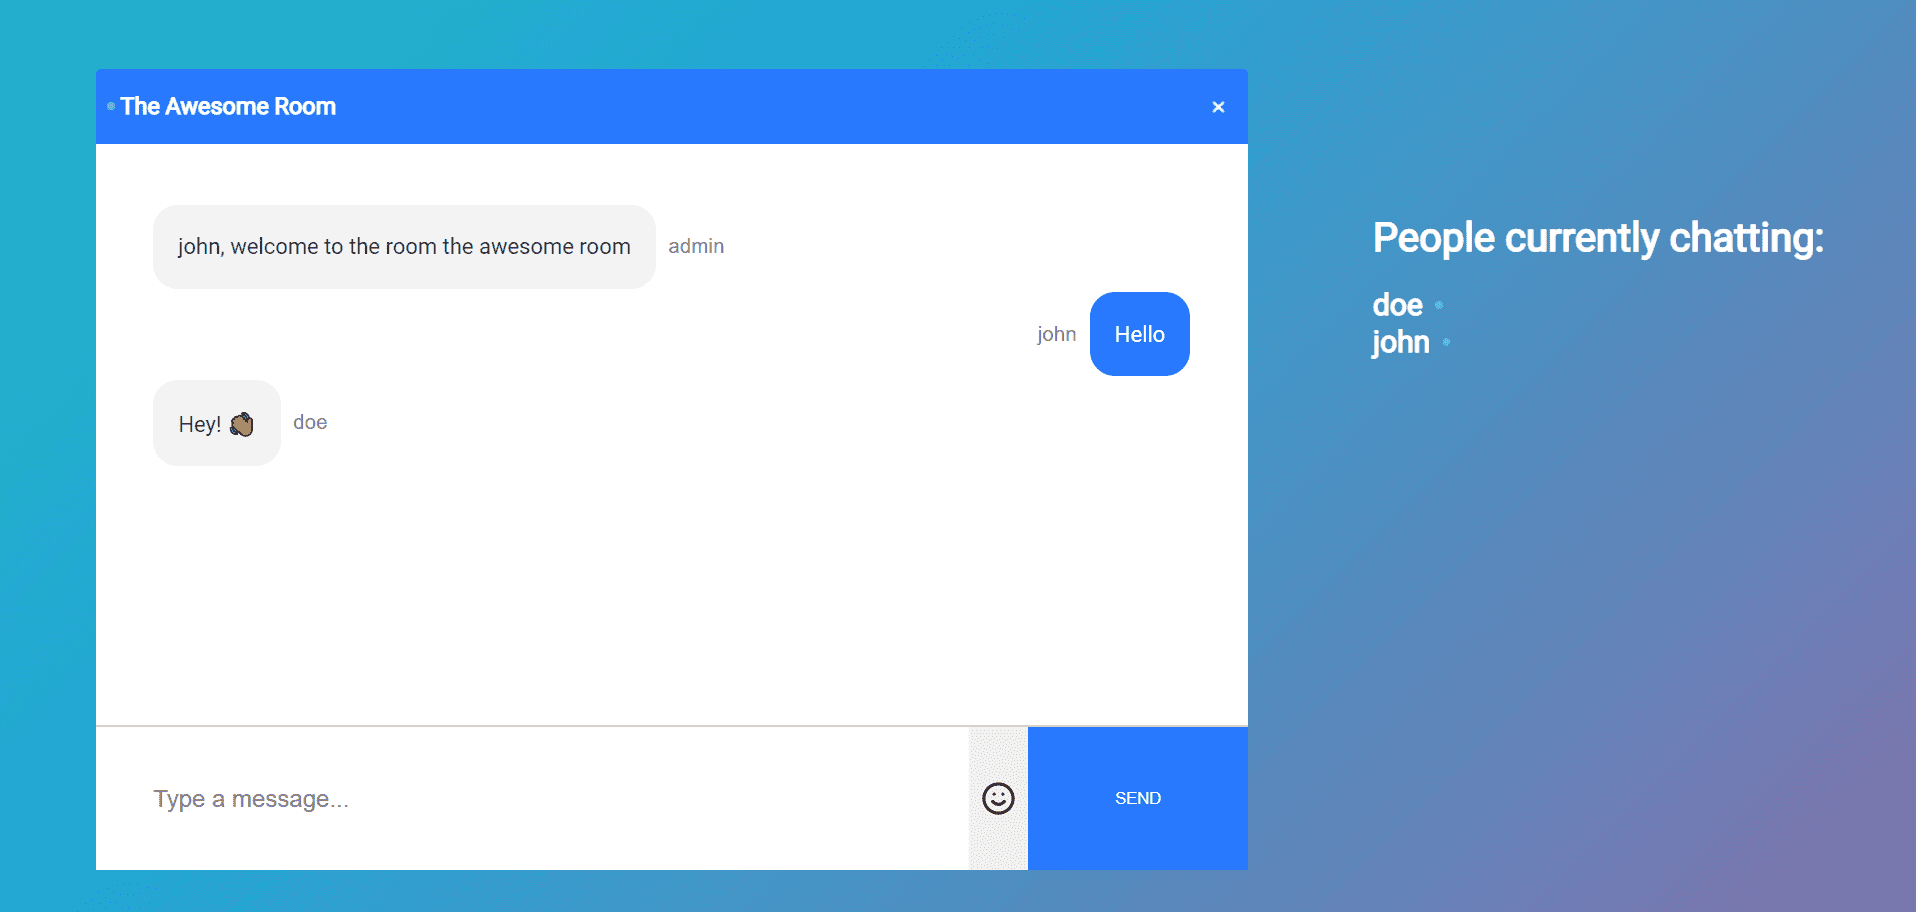 The Awesome Room
john, welcome to the room the awesome room
admin
john
Hello
Hey! 👋🏽
doe
Type a message...
SEND
People currently chatting:
doe
john